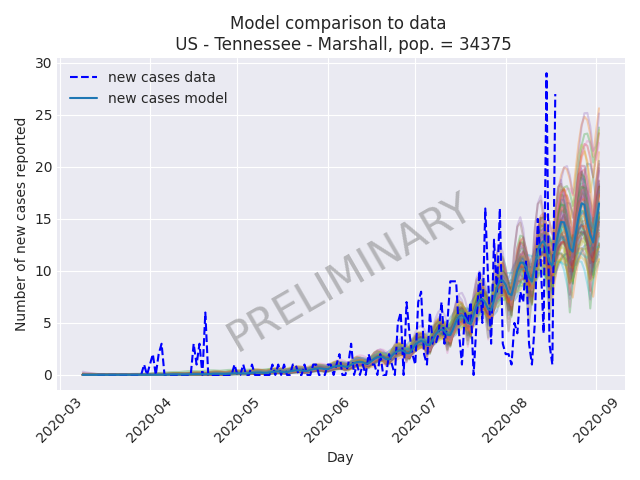 Model comparison to data
US - Tennessee - Marshall, pop. = 34375
new cases data
new cases model
PRELIMINARY
Number of new cases reported
30
25
20
15
10
5
0
2020-03
2020-04
2020-05
2020-06
2020-07
2020-08
2020-09
Day